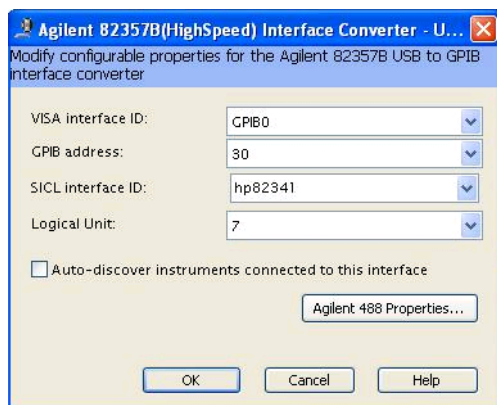 Agilent 82357B(HighSpeed) Interface Converter - U...
Modify configurable properties for the Agilent 82357B USB to GPIB
interface converter
VISA interface ID:
GPIB0
GPIB address:
30
SICL interface ID:
hp82341
Logical Unit:
7
Auto-discover instruments connected to this interface
Agilent 488 Properties...
OK
Cancel
Help